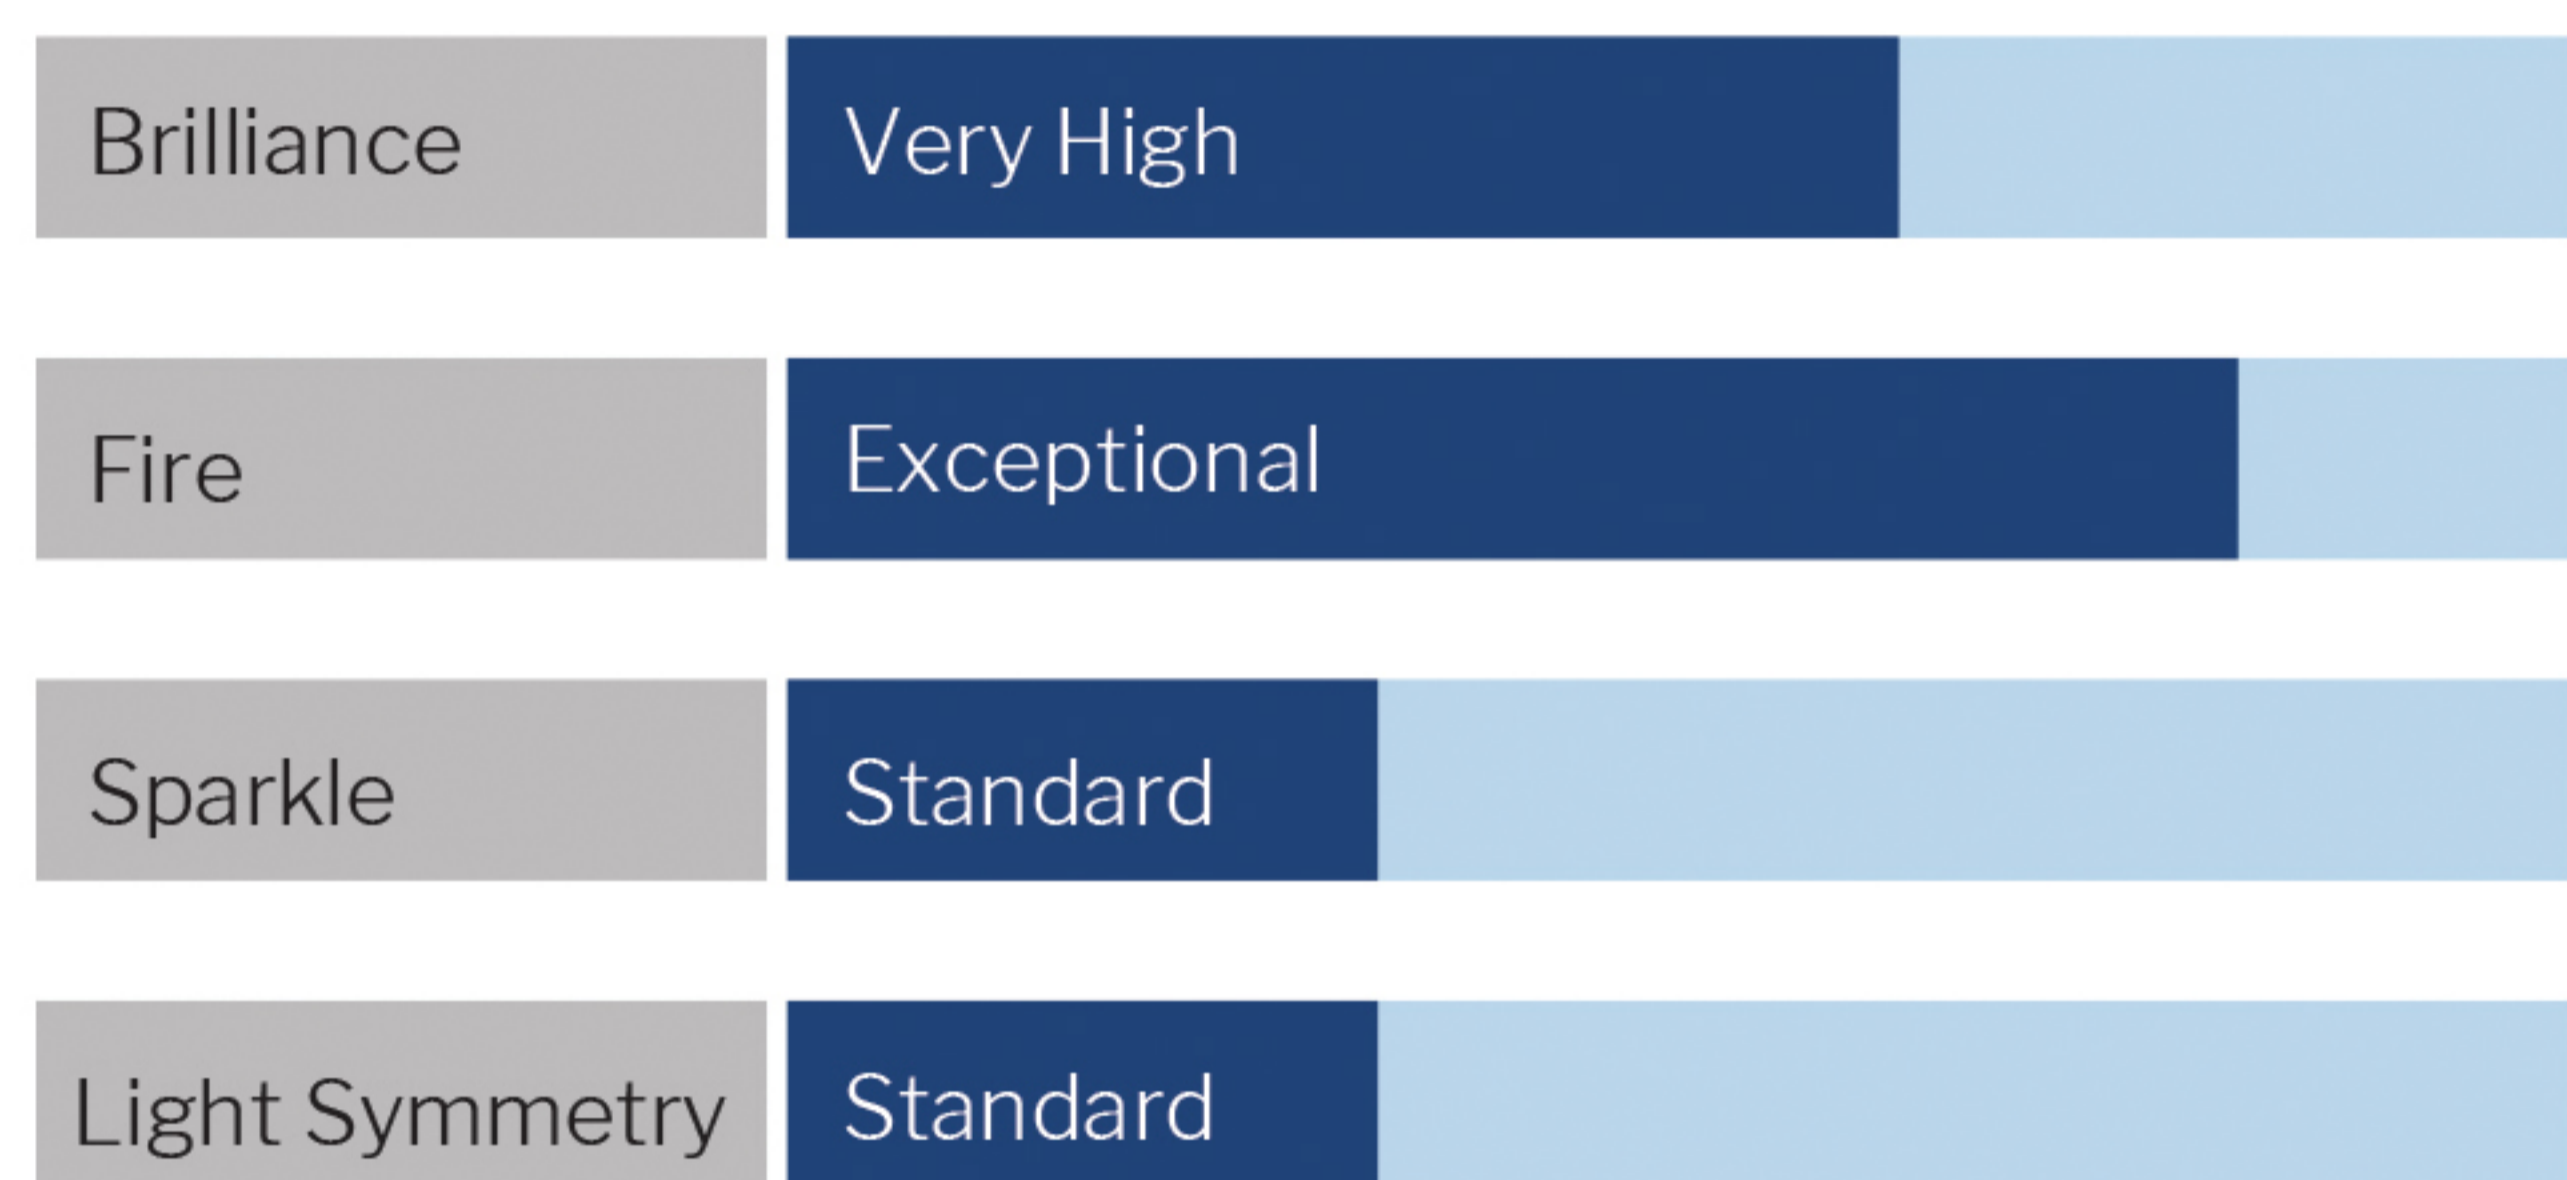 Brilliance Very High
Fire Exceptional
Sparkle Standard
Light Symmetry Standard